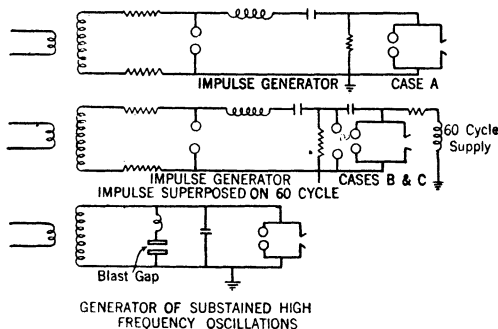 IMPULSE GENERATOR
CASE A
60 Cycle
Supply
IMPULSE GENERATOR
CASES B & C
IMPULSE SUPERPOSED ON 60 CYCLE
Blast Gap
GENERATOR OF SUBSTAINED HIGH
FREQUENCY OSCILLATIONS